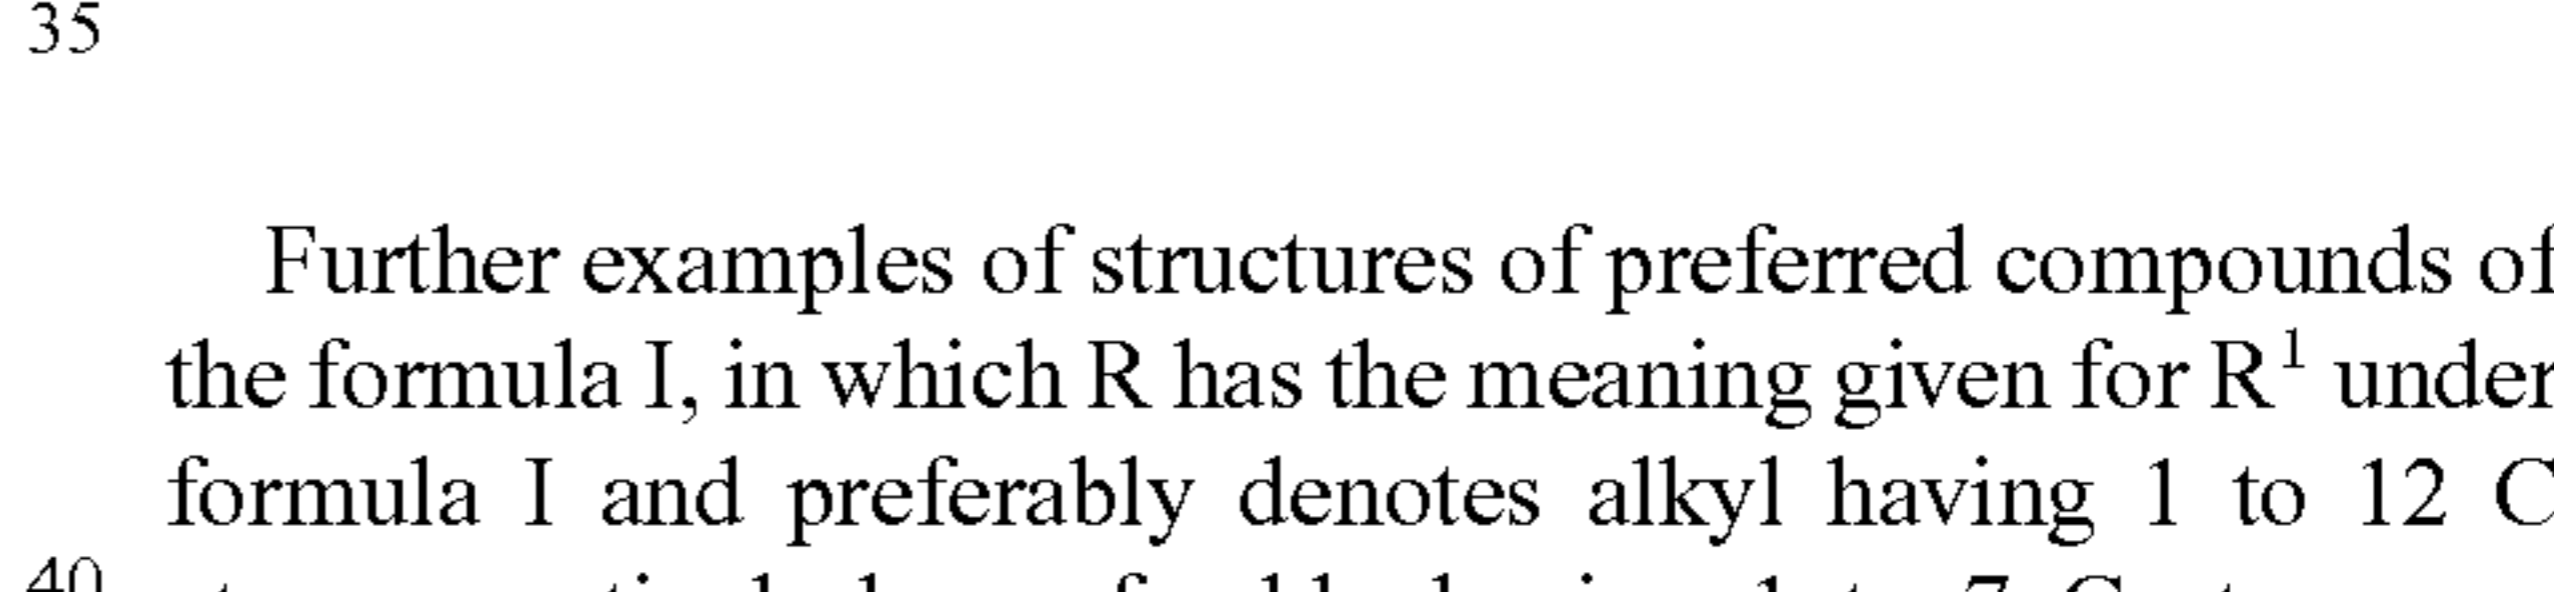 35
Further examples of structures of preferred compounds of
the formula I, in which R has the meaning given for R¹ under
formula I and preferably denotes alkyl having 1 to 12 C
40